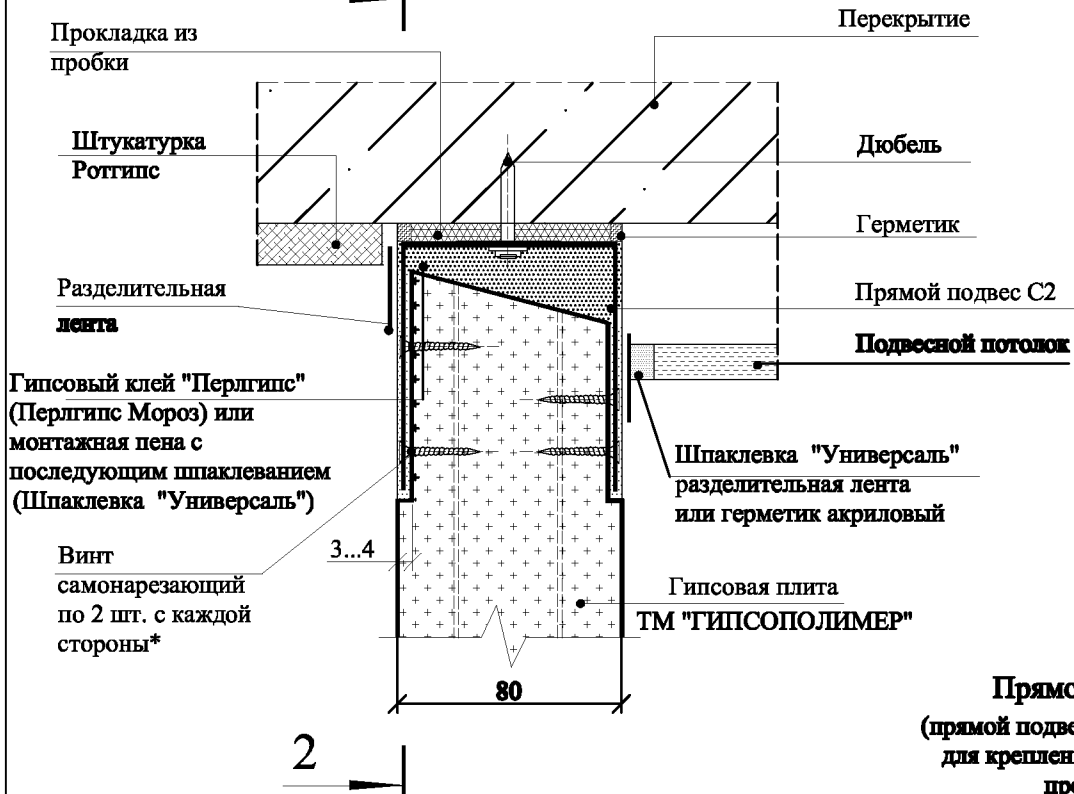 Прокладка из
пробки
Перекрытие
Штукатурка
Ротгипс
Дюбель
Герметик
Разделительная
лента
Прямой подвес С2
Подвесной потолок
Гипсовый клей "Перлгипс"
(Перлгипс Мороз) или
монтажная пена с
последующим шпаклеванием
(Шпаклевка "Универсаль")
Шпаклевка "Универсаль"
разделительная лента
или герметик акриловый
Винт
самонарезающий
по 2 шт. с каждой
стороны*
3...4
Гипсовая плита
ТМ "ГИПСОПОЛИМЕР"
80
2
Прямо
(прямой подве
для креплен
про